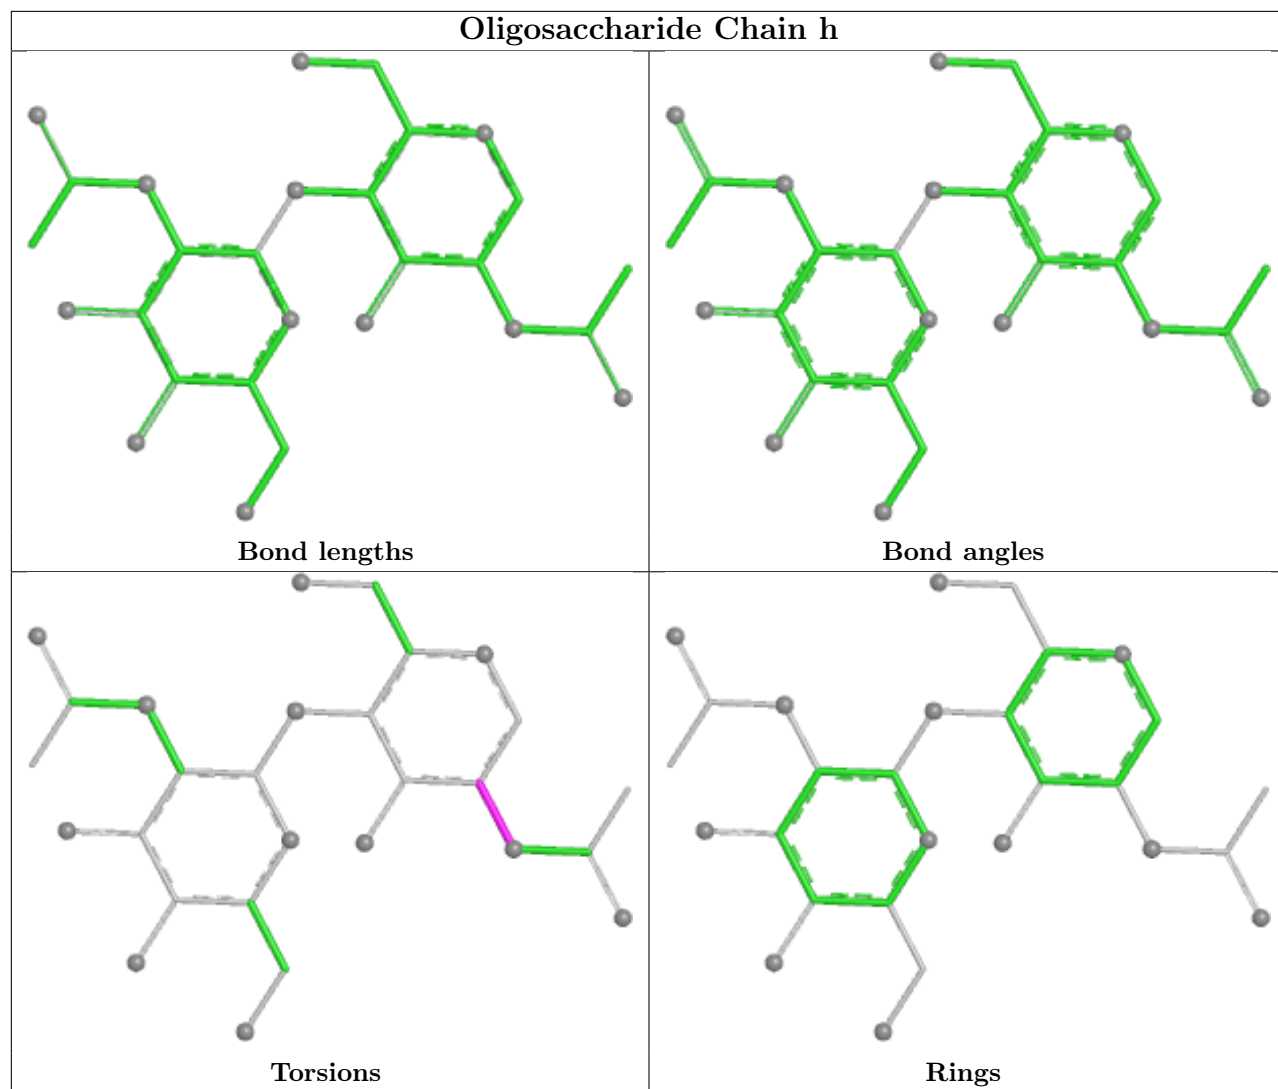 Oligosaccharide Chain h
Bond lengths
Bond angles
Torsions
Rings